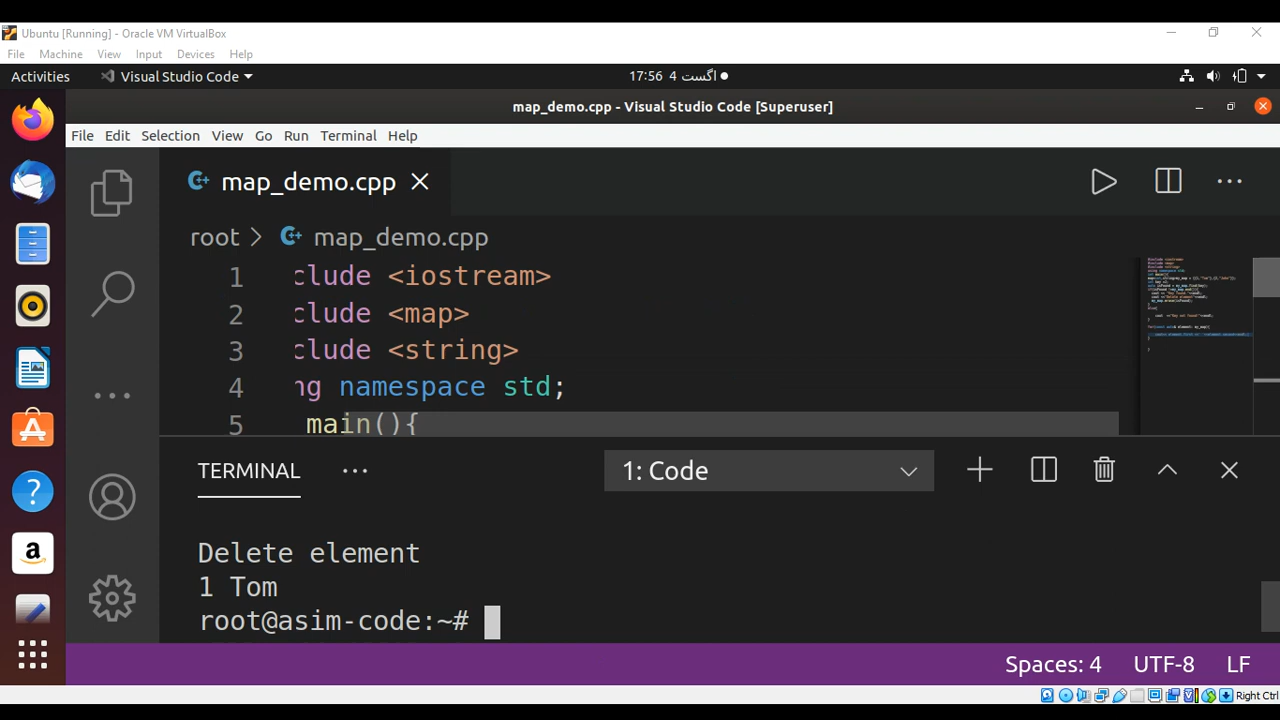 Ubuntu [Running] - Oracle VM VirtualBox
File Machine View Input Devices Help
Activities Visual Studio Code 17:56 4 اگست
map_demo.cpp - Visual Studio Code [Superuser]
File Edit Selection View Go Run Terminal Help
map_demo.cpp
root > map_demo.cpp
1 clude <iostream>
2 clude <map>
3 clude <string>
4 ng namespace std;
5 main(){
TERMINAL ... 1: Code
Delete element
1 Tom
root@asim-code:~#
Spaces: 4 UTF-8 LF
Right Ctrl